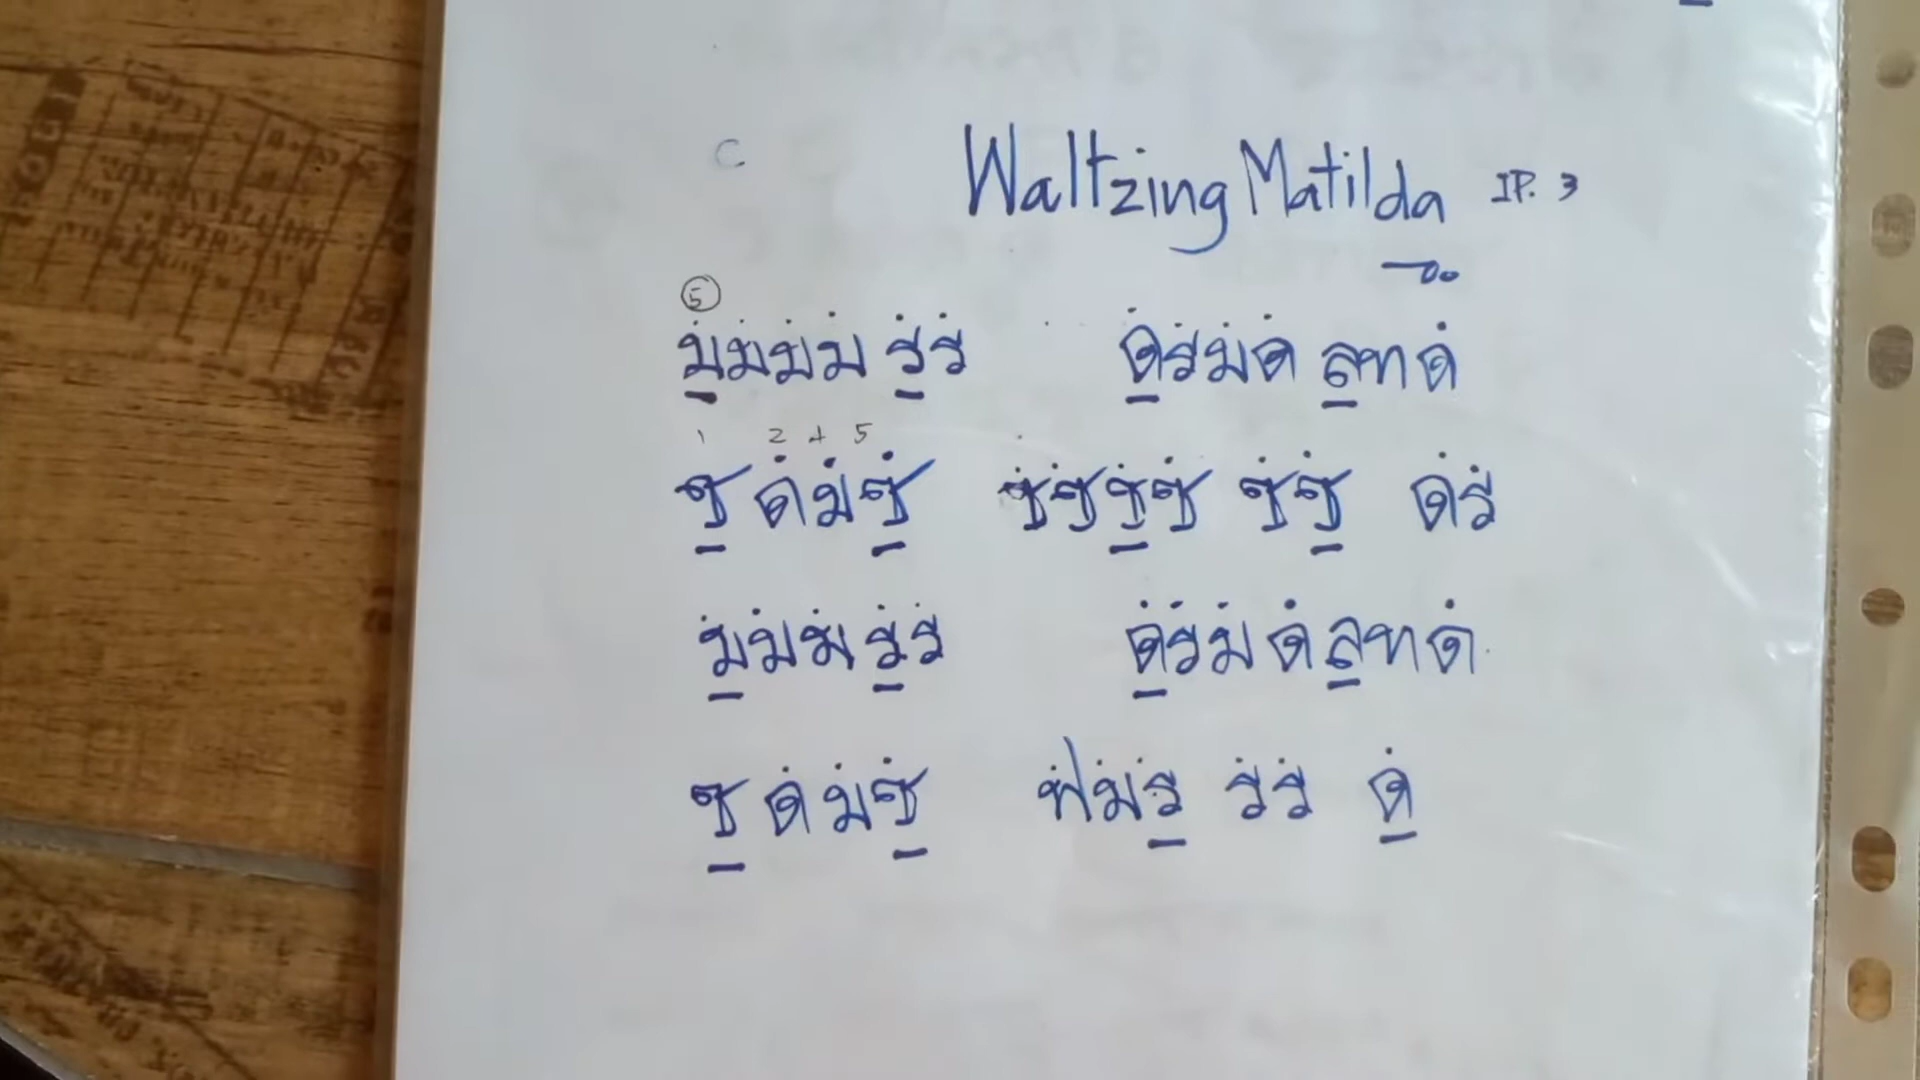 C Waltzing Matilda IP. 3
⑤
มํมํมํมํ รํรํ ดํรํมํดํ ลทดํ
1 2 4 5
ซ ดํมํซํ ซํซํซํซํ ซํซํ ดํรํ
มํมํมํ รํรํ ดํรํมํดํ ลทดํ
ซ ดํมํซํ ฟํมํรํ รํรํ ดํ